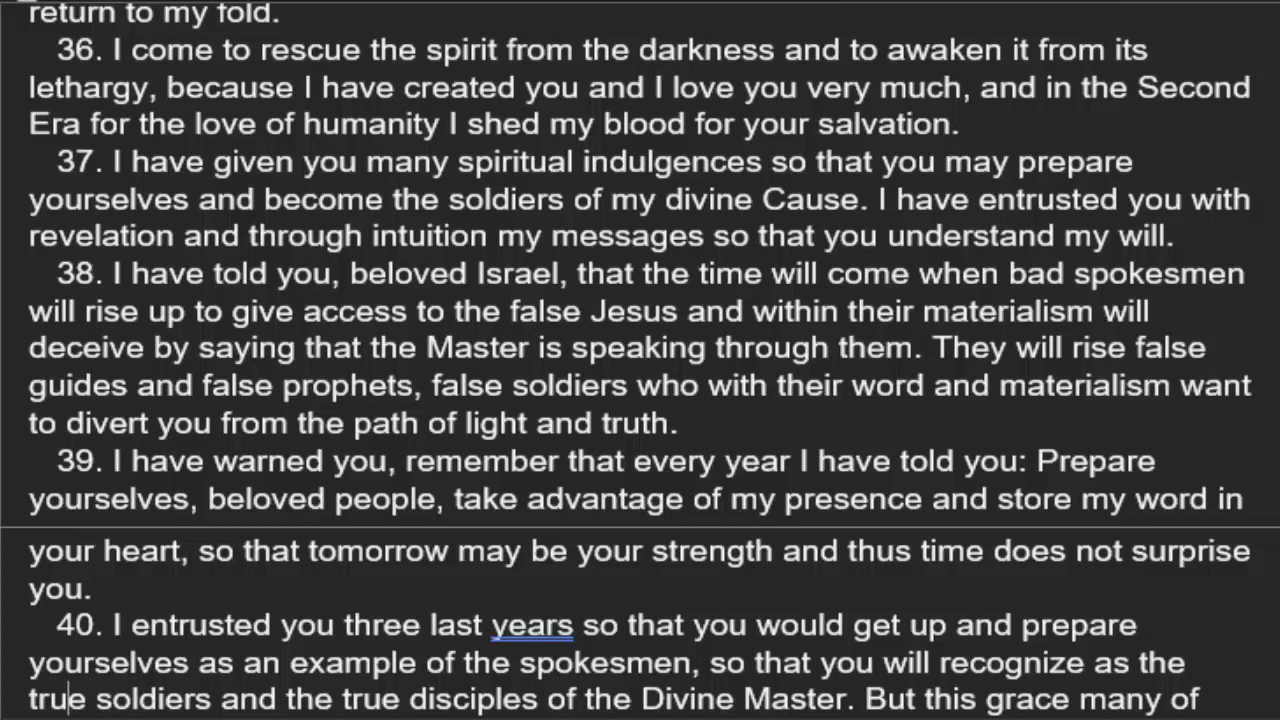 return to my fold.
36. I come to rescue the spirit from the darkness and to awaken it from its
lethargy, because I have created you and I love you very much, and in the Second
Era for the love of humanity I shed my blood for your salvation.
37. I have given you many spiritual indulgences so that you may prepare
yourselves and become the soldiers of my divine Cause. I have entrusted you with
revelation and through intuition my messages so that you understand my will.
38. I have told you, beloved Israel, that the time will come when bad spokesmen
will rise up to give access to the false Jesus and within their materialism will
deceive by saying that the Master is speaking through them. They will rise false
guides and false prophets, false soldiers who with their word and materialism want
to divert you from the path of light and truth.
39. I have warned you, remember that every year I have told you: Prepare
yourselves, beloved people, take advantage of my presence and store my word in
your heart, so that tomorrow may be your strength and thus time does not surprise
you.
40. I entrusted you three last years so that you would get up and prepare
yourselves as an example of the spokesmen, so that you will recognize as the
true soldiers and the true disciples of the Divine Master. But this grace many of